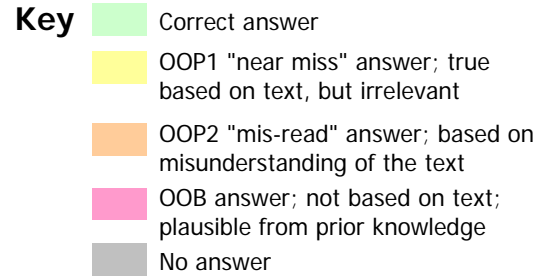 Key
Correct answer
OOP1 "near miss" answer; true
based on text, but irrelevant
OOP2 "mis-read" answer; based on
misunderstanding of the text
OOB answer; not based on text;
plausible from prior knowledge
No answer